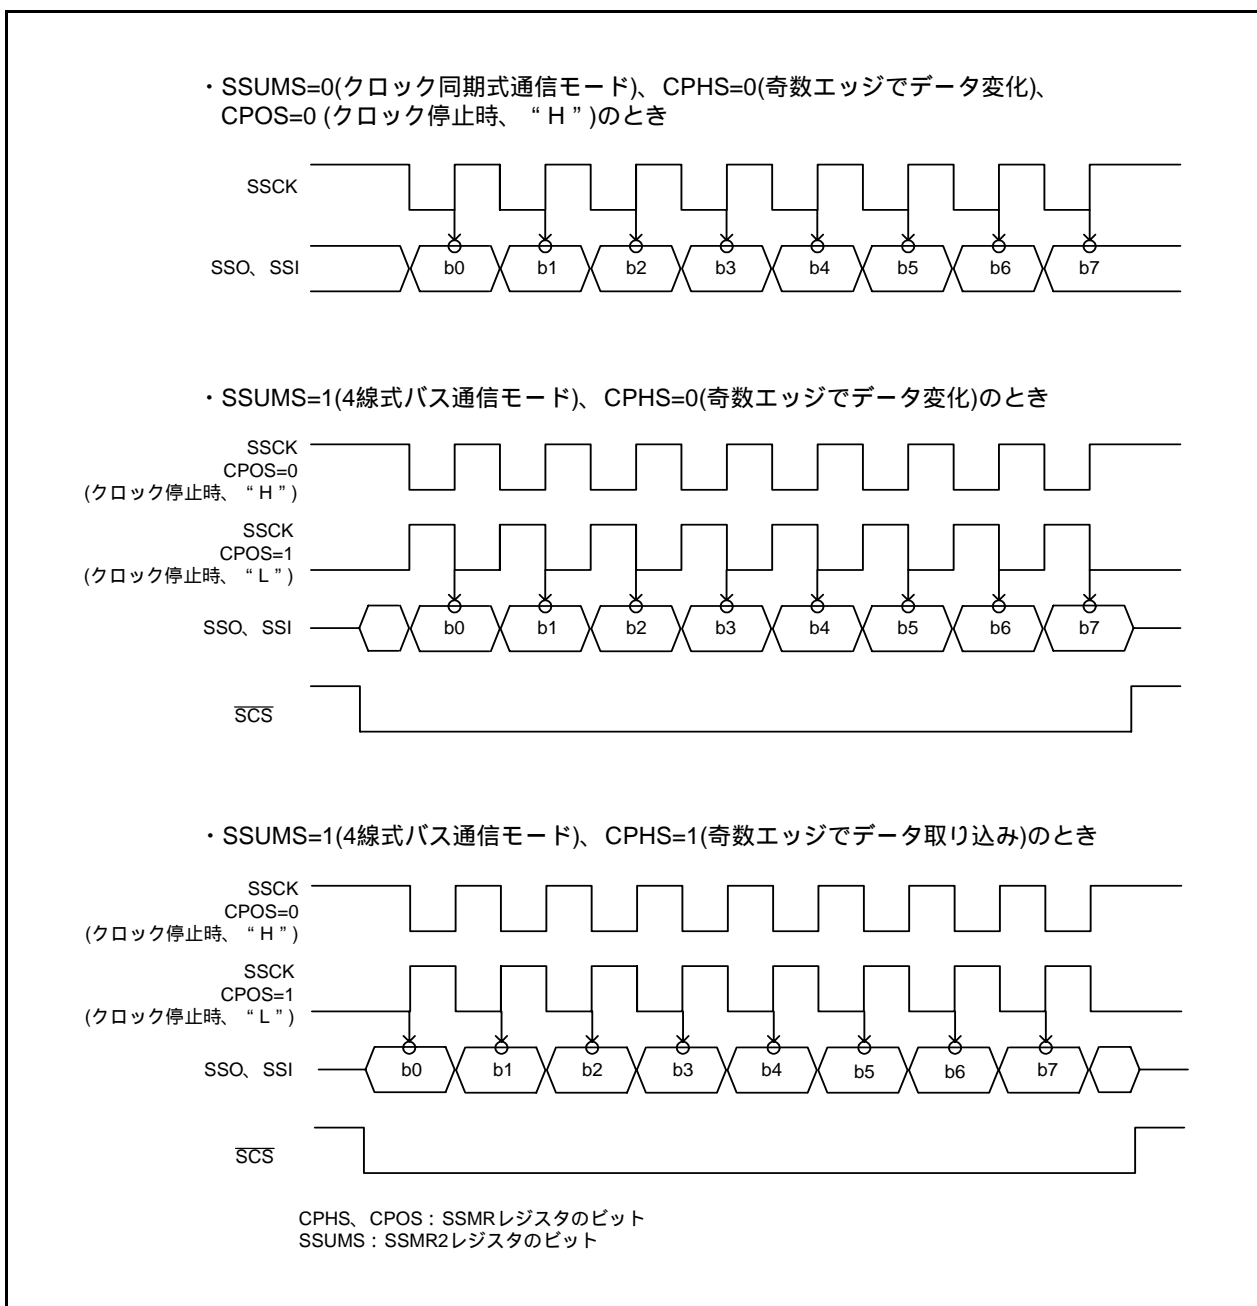 ・SSUMS=0(クロック同期式通信モード)、CPHS=0(奇数エッジでデータ変化)、
CPOS=0 (クロック停止時、“ H ” )のとき
SSCK
SSO、SSI
b0 b1 b2 b3 b4 b5 b6 b7
・SSUMS=1(4線式バス通信モード)、CPHS=0(奇数エッジでデータ変化)のとき
SSCK
CPOS=0
(クロック停止時、“ H ” )
SSCK
CPOS=1
(クロック停止時、“ L ” )
SSO、SSI
b0 b1 b2 b3 b4 b5 b6 b7
SCS
・SSUMS=1(4線式バス通信モード)、CPHS=1(奇数エッジでデータ取り込み)のとき
SSCK
CPOS=0
(クロック停止時、“ H ” )
SSCK
CPOS=1
(クロック停止時、“ L ” )
SSO、SSI
b0 b1 b2 b3 b4 b5 b6 b7
SCS
CPHS、CPOS : SSMRレジスタのビット
SSUMS : SSMR2レジスタのビット